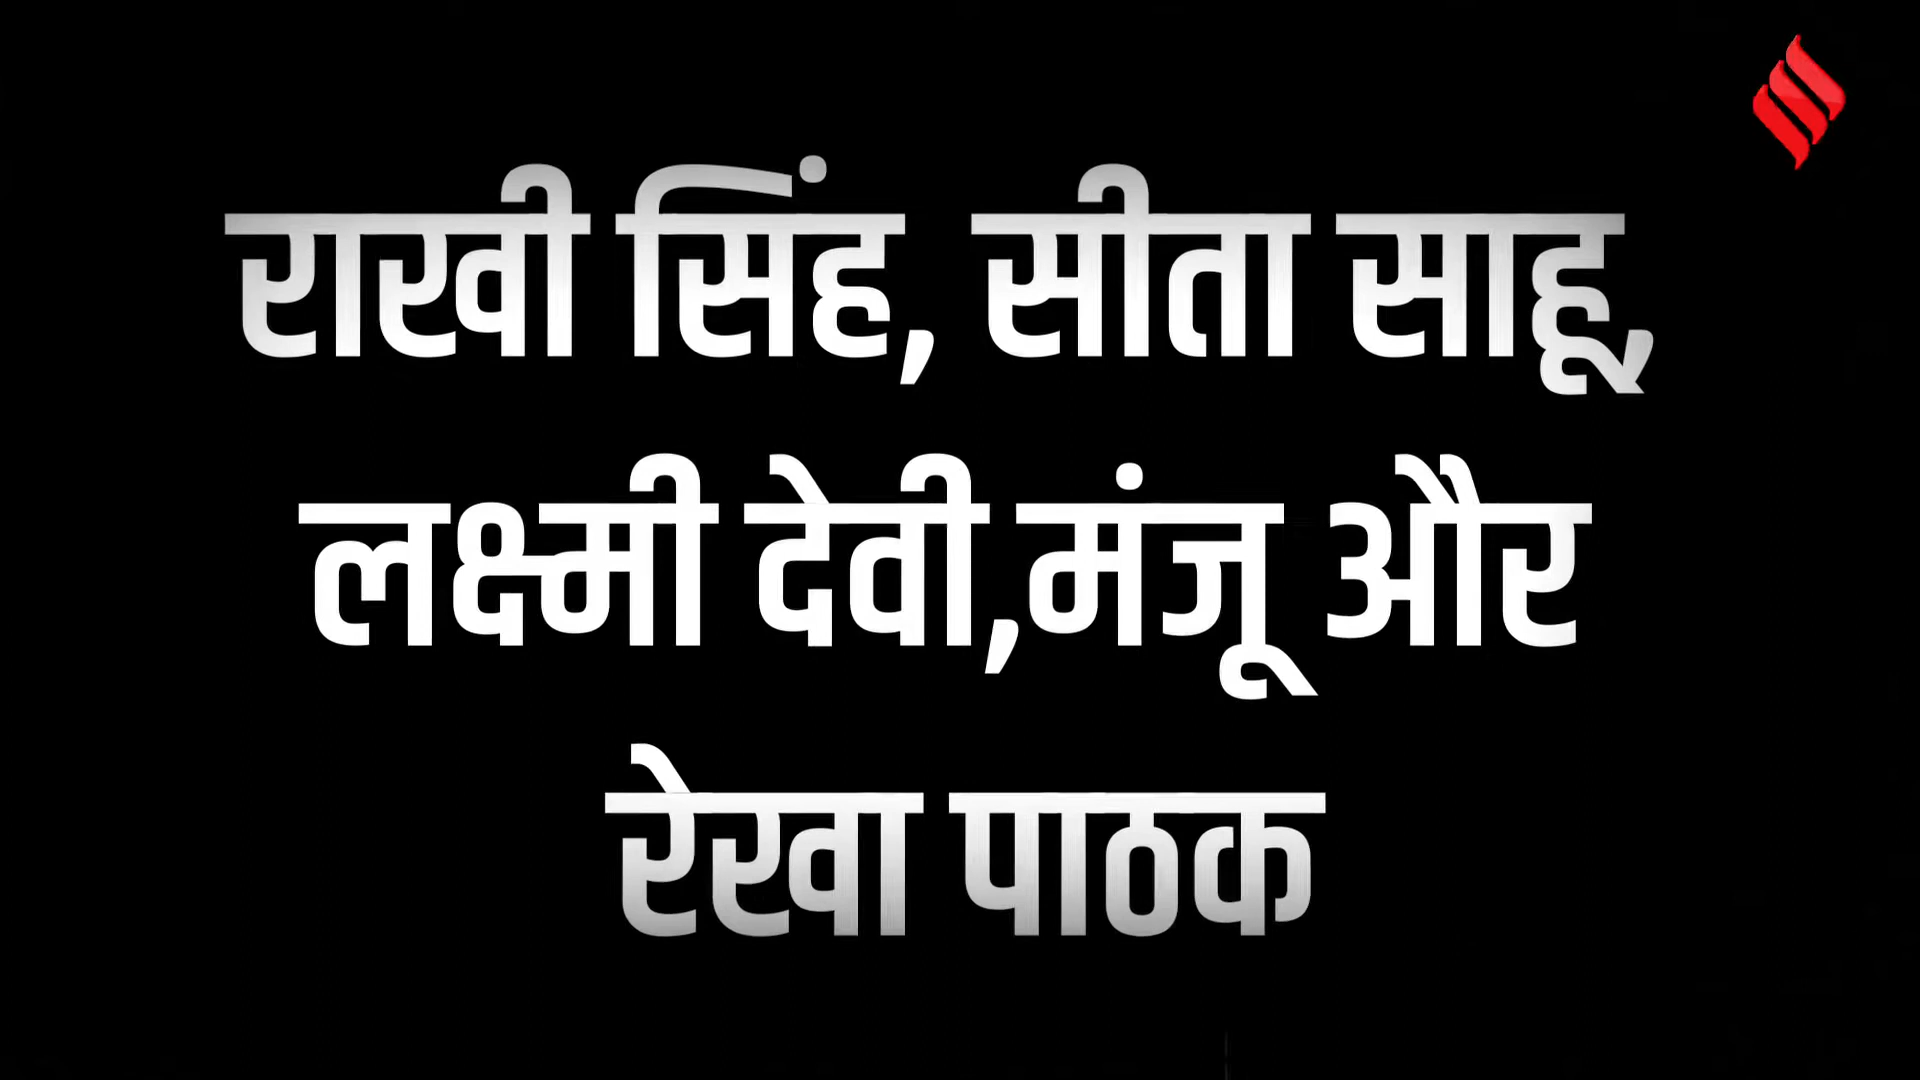 राखी सिंह, सीता साहू,
लक्ष्मी देवी,मंजू और
रेखा पाठक